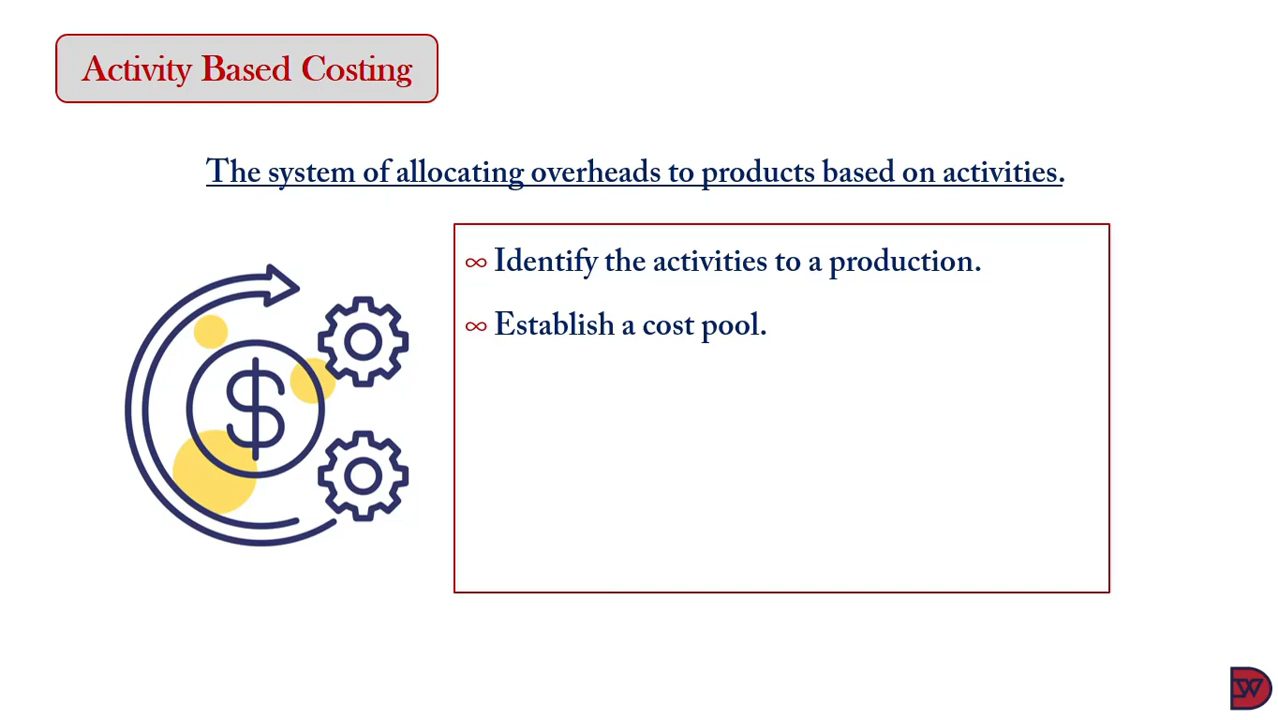 Activity Based Costing
The system of allocating overheads to products based on activities.
∞ Identify the activities to a production.
∞ Establish a cost pool.
$
DW